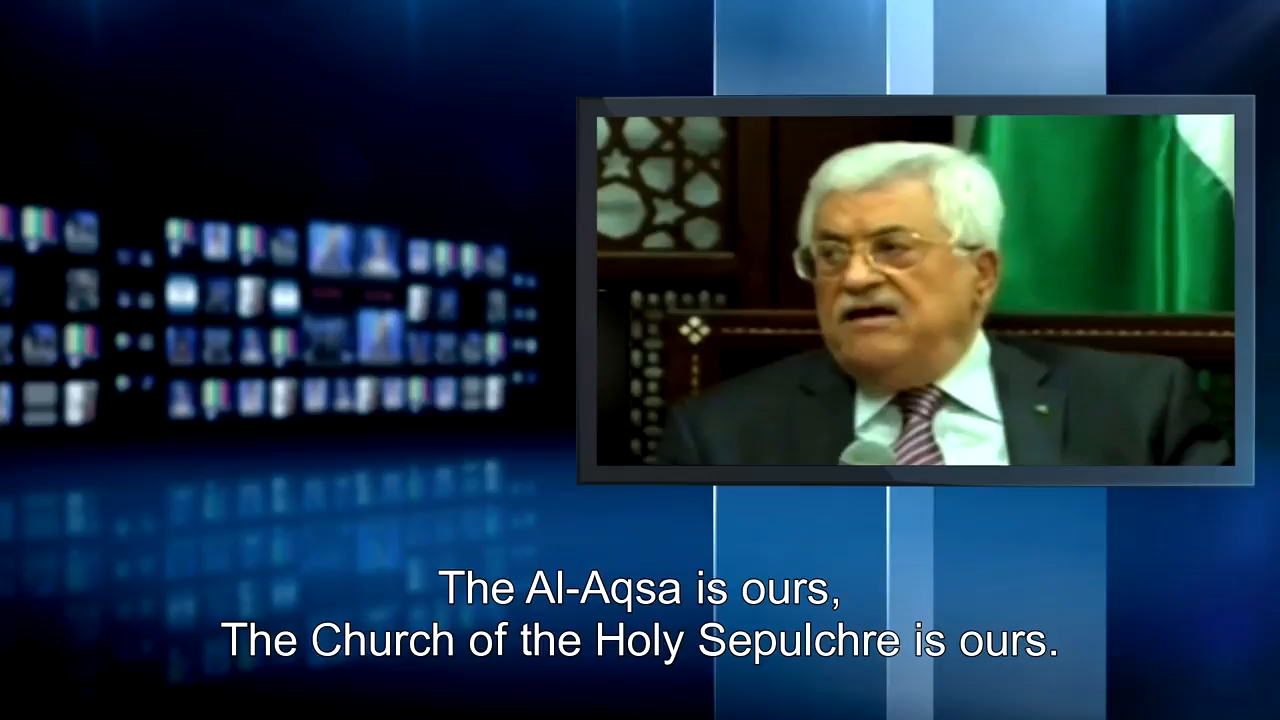 The Al-Aqsa is ours,
The Church of the Holy Sepulchre is ours.